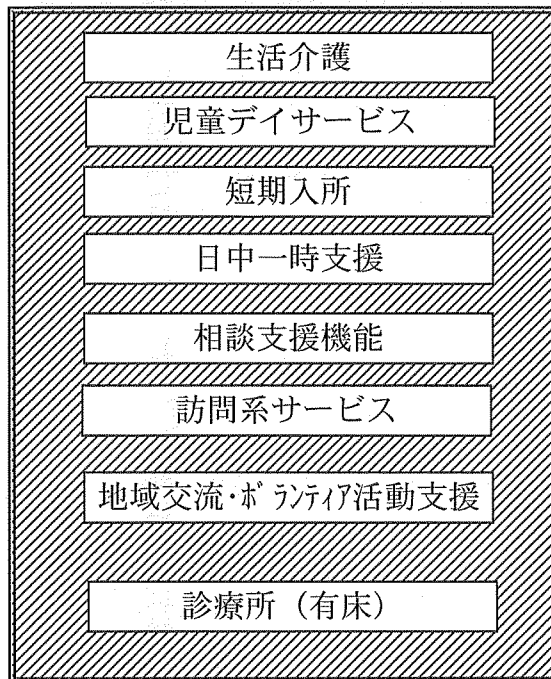 生活介護
児童デイサービス
短期入所
日中一時支援
相談支援機能
訪問系サービス
地域交流・ﾎﾞﾗﾝﾃｨｱ活動支援
診療所（有床）